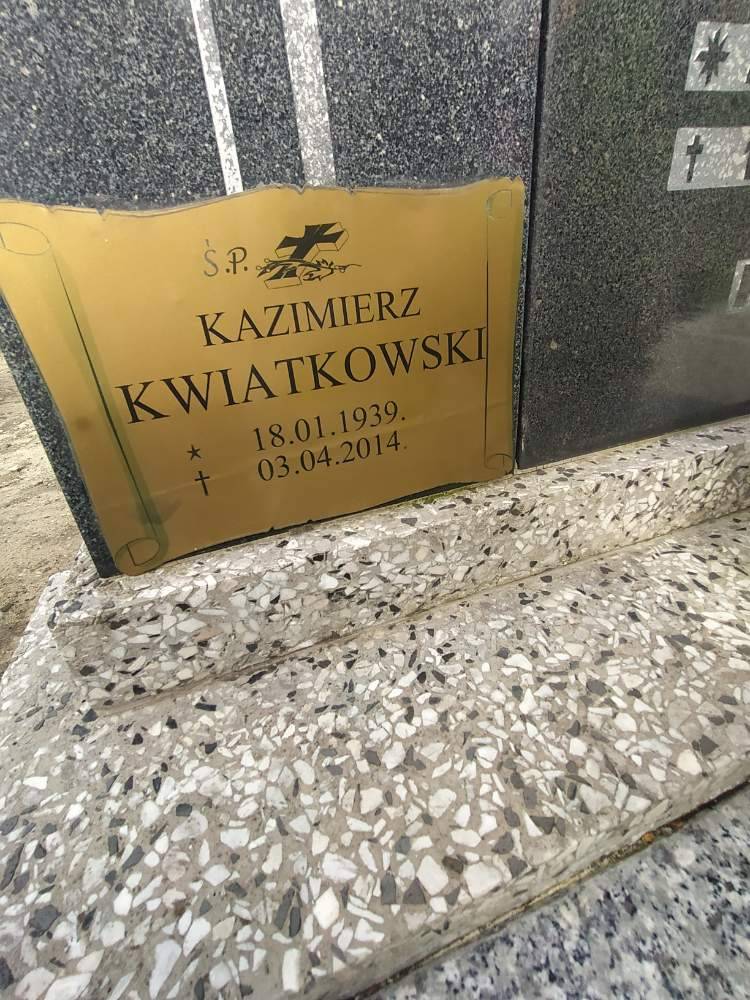 Ś.P.
KAZIMIERZ
KWIATKOWSKI
* 18.01.1939.
† 03.04.2014.